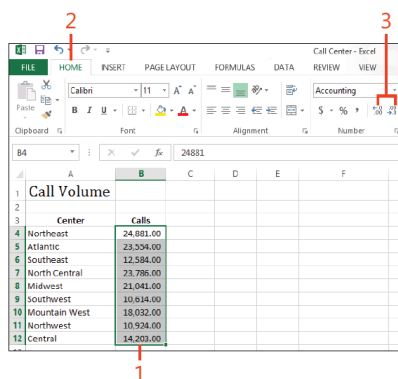 2 3
Call Center - Excel
FILE HOME INSERT PAGE LAYOUT FORMULAS DATA REVIEW VIEW
Calibri 11 A A Accounting
Paste B I U A $ % , .00 .0
Clipboard Font Alignment Number
B4 fx 24881
A B C D E F
1 Call Volume
2
3 Center Calls
4 Northeast 24,881.00
5 Atlantic 23,554.00
6 Southeast 12,584.00
7 North Central 23,786.00
8 Midwest 21,041.00
9 Southwest 10,614.00
10 Mountain West 18,032.00
11 Northwest 10,924.00
12 Central 14,203.00
1